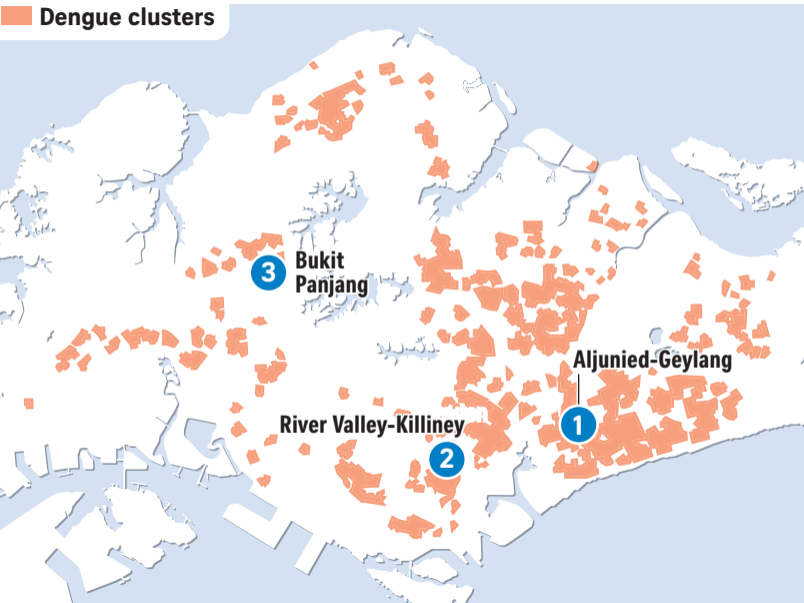 Dengue clusters
3
Bukit
Panjang
Aljunied-Geylang
1
River Valley-Killiney
2